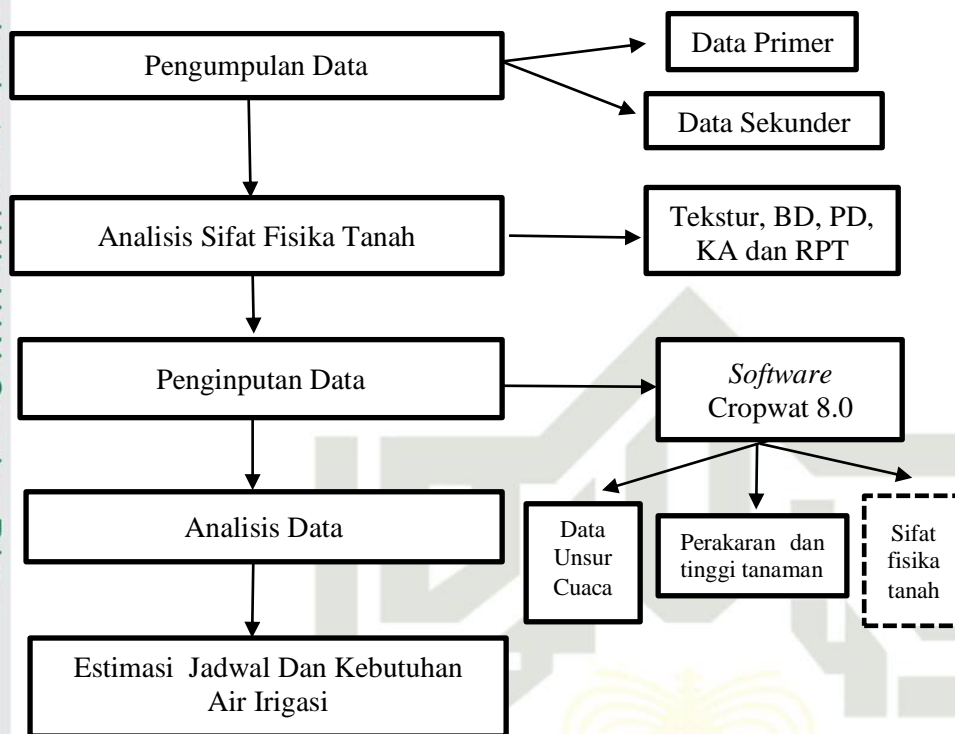 Pengumpulan Data
Data Primer
Data Sekunder
Analisis Sifat Fisika Tanah
Tekstur, BD, PD,
KA dan RPT
Penginputan Data
Software
Cropwat 8.0
Analisis Data
Data
Unsur
Cuaca
Perakaran dan
tinggi tanaman
Sifat
fisika
tanah
Estimasi Jadwal Dan Kebutuhan
Air Irigasi